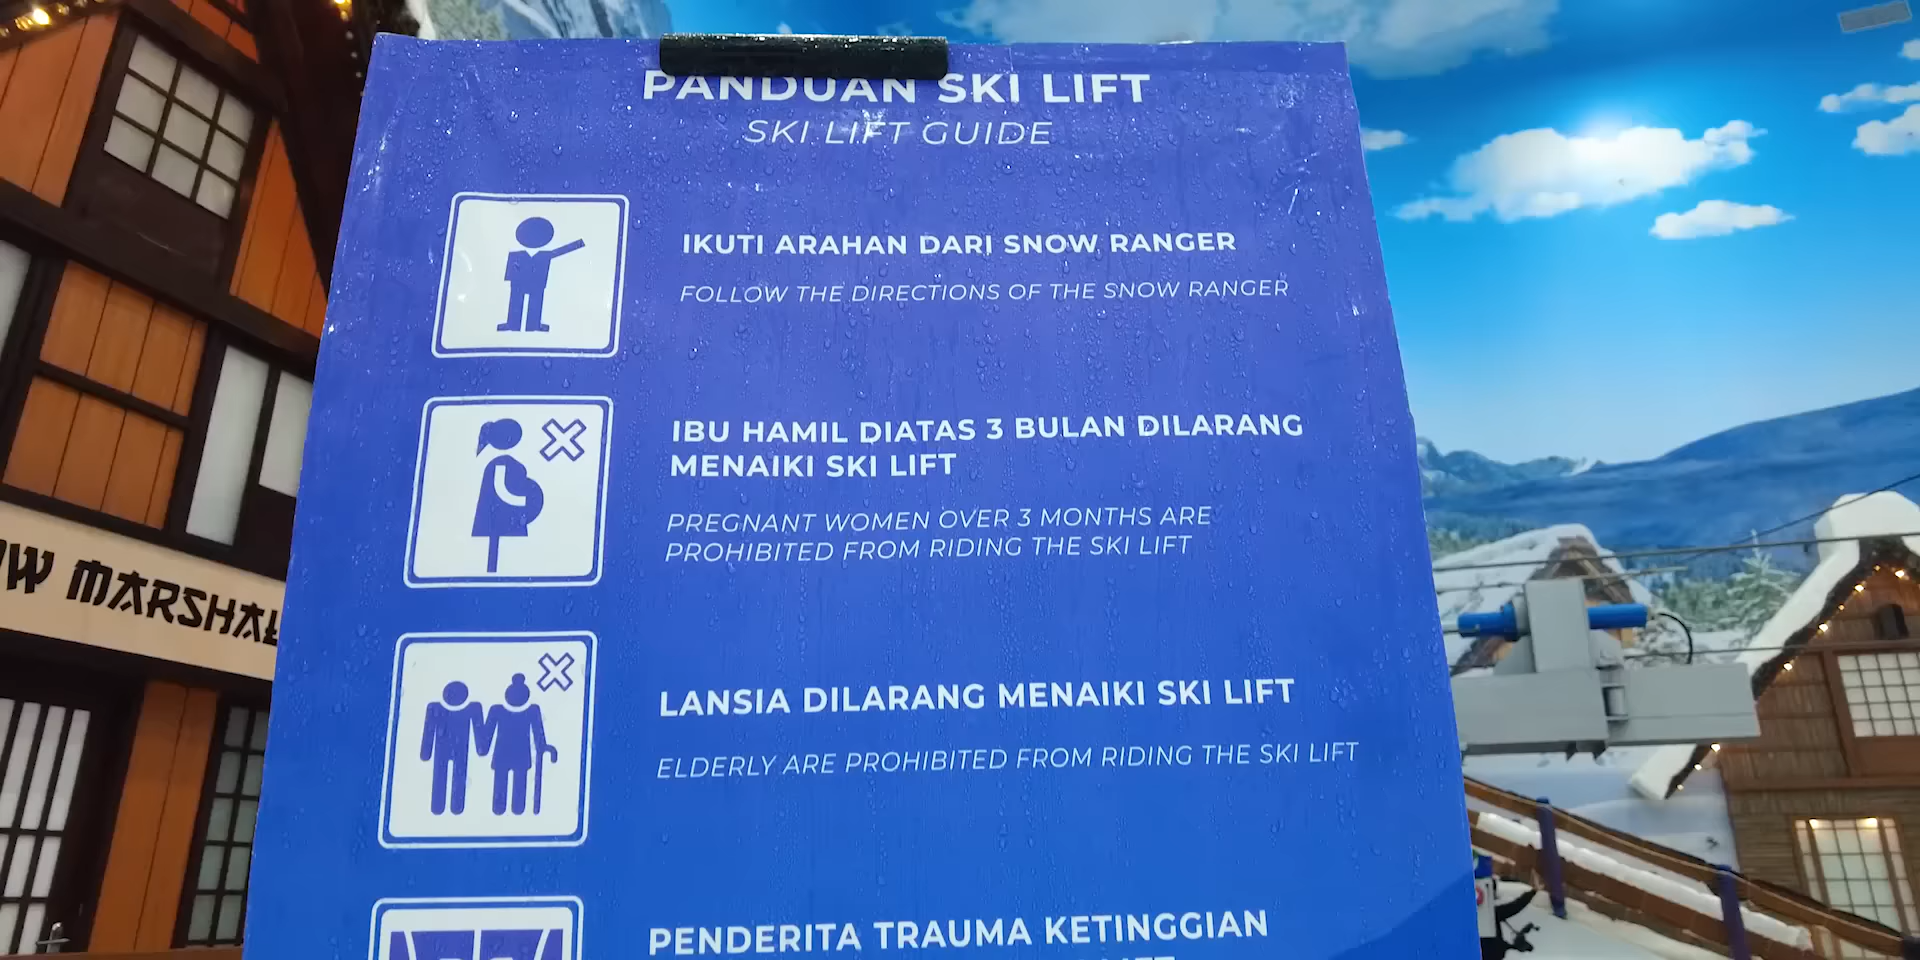 PANDUAN SKI LIFT
SKI LIFT GUIDE
IKUTI ARAHAN DARI SNOW RANGER
FOLLOW THE DIRECTIONS OF THE SNOW RANGER
IBU HAMIL DIATAS 3 BULAN DILARANG
MENAIKI SKI LIFT
PREGNANT WOMEN OVER 3 MONTHS ARE
PROHIBITED FROM RIDING THE SKI LIFT
LANSIA DILARANG MENAIKI SKI LIFT
ELDERLY ARE PROHIBITED FROM RIDING THE SKI LIFT
PENDERITA TRAUMA KETINGGIAN